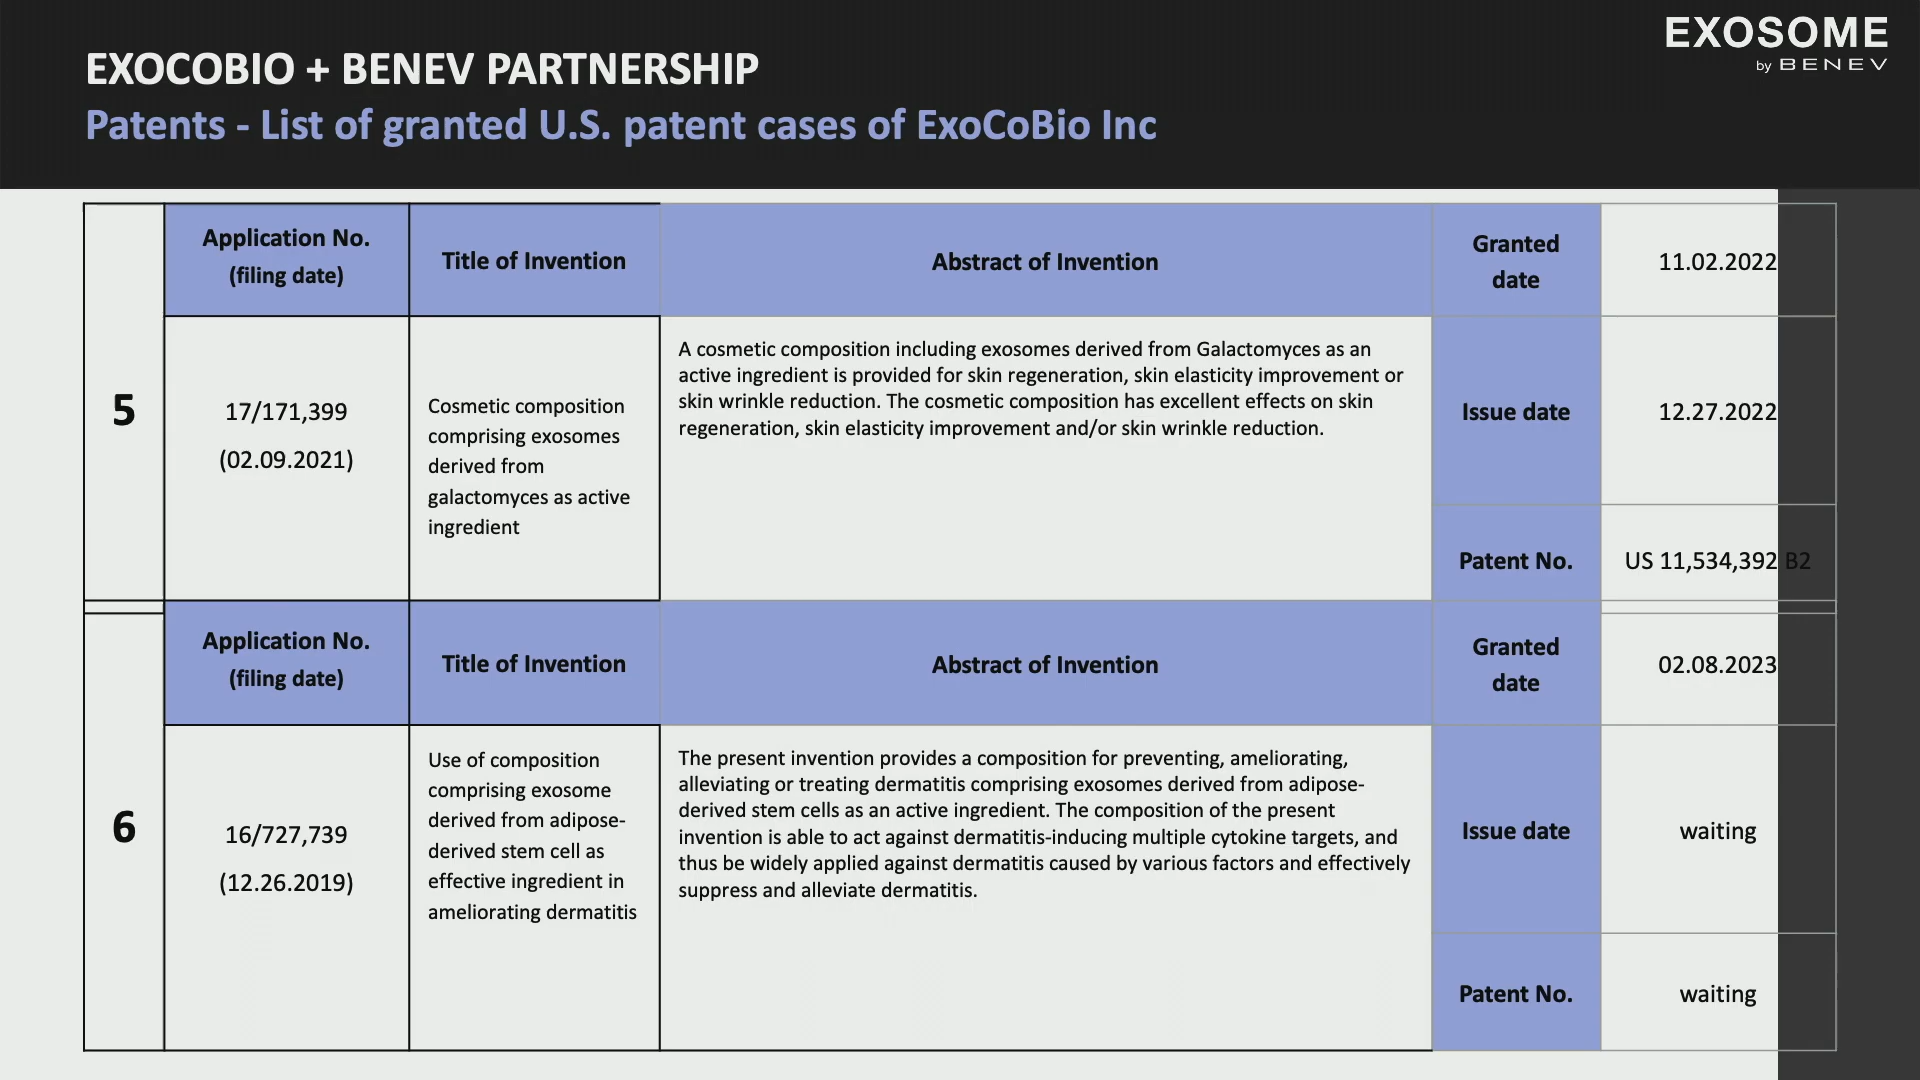 EXOSOME
by BENEV
EXOCOBIO + BENEV PARTNERSHIP
Patents - List of granted U.S. patent cases of ExoCoBio Inc
5
Application No.
(filing date)
Title of Invention
Abstract of Invention
Granted
date
11.02.2022
17/171,399
(02.09.2021)
Cosmetic composition
comprising exosomes
derived from
galactomyces as active
ingredient
A cosmetic composition including exosomes derived from Galactomyces as an
active ingredient is provided for skin regeneration, skin elasticity improvement or
skin wrinkle reduction. The cosmetic composition has excellent effects on skin
regeneration, skin elasticity improvement and/or skin wrinkle reduction.
Issue date
12.27.2022
Patent No.
US 11,534,392 B2
6
Application No.
(filing date)
Title of Invention
Abstract of Invention
Granted
date
02.08.2023
16/727,739
(12.26.2019)
Use of composition
comprising exosome
derived from adipose-
derived stem cell as
effective ingredient in
ameliorating dermatitis
The present invention provides a composition for preventing, ameliorating,
alleviating or treating dermatitis comprising exosomes derived from adipose-
derived stem cells as an active ingredient. The composition of the present
invention is able to act against dermatitis-inducing multiple cytokine targets, and
thus be widely applied against dermatitis caused by various factors and effectively
suppress and alleviate dermatitis.
Issue date
waiting
Patent No.
waiting